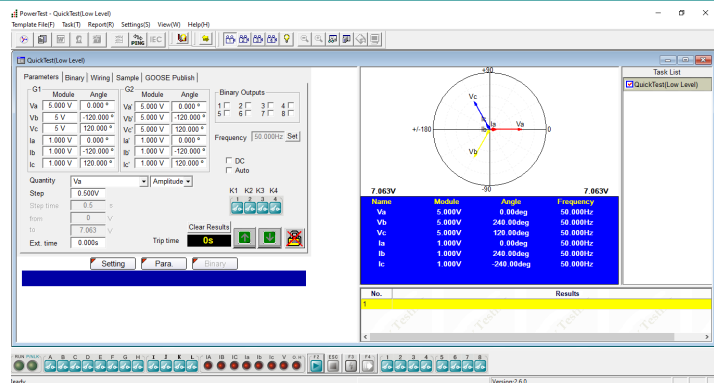 PowerTest - QuickTest(Low Level)
Template File(F) Task(T) Report(R) Settings(S) View(W) Help(H)
PING IEC
QuickTest(Low Level)
Parameters Binary Wiring Sample GOOSE Publish
G1 Module Angle G2 Module Angle
Va 5.000 V 0.000 ° Va' 5.000 V 0.000 °
Vb 5 V -120.000 ° Vb' 5.000 V -120.000 °
Vc 5 V 120.000 ° Vc' 5.000 V 120.000 °
Ia 1.000 V 0.000 ° Ia' 1.000 V 0.000 °
Ib 1.000 V -120.000 ° Ib' 1.000 V -120.000 °
Ic 1.000 V 120.000 ° Ic' 1.000 V 120.000 °
Binary Outputs
1 2 3 4
5 6 7 8
Frequency 50.000Hz Set
DC
Auto
Quantity Va Amplitude
Step 0.500V
Step time 0.5 s
from 0 V
to 7.063 V
Ext. time 0.000s
K1 K2 K3 K4
1 2 3 4
Clear Results
Trip time 0s
Setting Para. Binary
+90
Vc
Ic
+/-180 Ib Ia Va 0
Vb
-90
7.063V 7.063V
Name Module Angle Frequency
Va 5.000V 0.00deg 50.000Hz
Vb 5.000V 240.00deg 50.000Hz
Vc 5.000V 120.00deg 50.000Hz
Ia 1.000V 0.00deg 50.000Hz
Ib 1.000V 240.00deg 50.000Hz
Ic 1.000V -240.00deg 50.000Hz
No. Results
1
Task List
QuickTest(Low Level)
A B C D E F G H I J K L IA IB IC Ia Ib Ic V F2 ESC F3 F4 1 2 3 4 5 6 7 8
ready Version:2.6.0